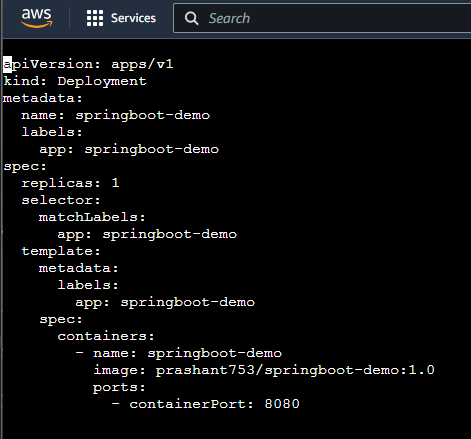 aws
Services
Search
apiVersion: apps/v1
kind: Deployment
metadata:
  name: springboot-demo
  labels:
    app: springboot-demo
spec:
  replicas: 1
  selector:
    matchLabels:
      app: springboot-demo
  template:
    metadata:
      labels:
        app: springboot-demo
    spec:
      containers:
        - name: springboot-demo
          image: prashant753/springboot-demo:1.0
          ports:
            - containerPort: 8080